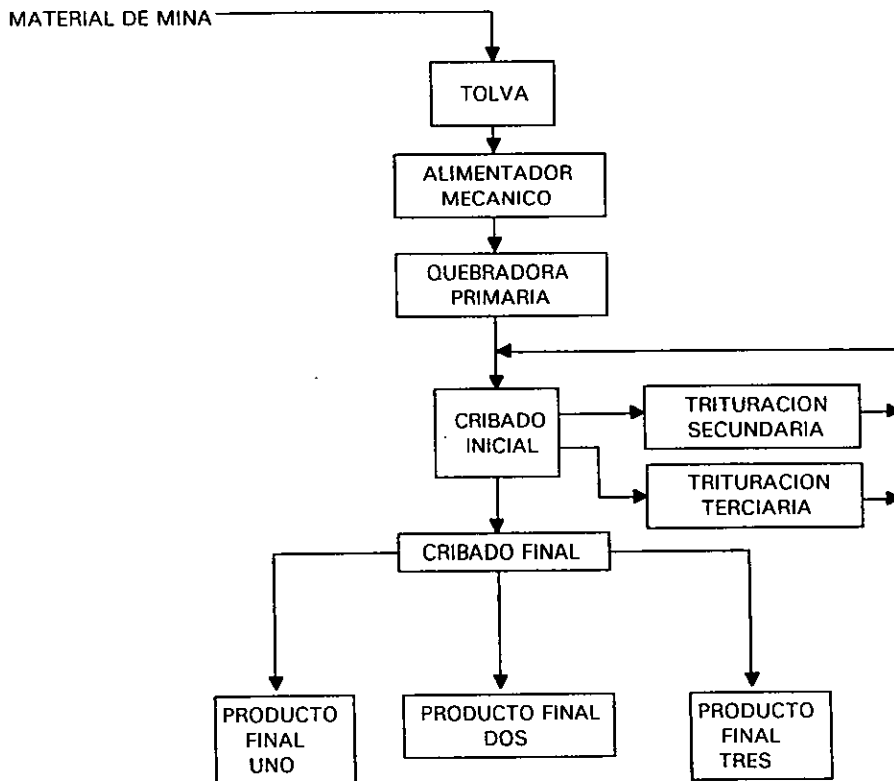 MATERIAL DE MINA
TOLVA
ALIMENTADOR
MECANICO
QUEBRADORA
PRIMARIA
CRIBADO
INICIAL
TRITURACION
SECUNDARIA
TRITURACION
TERCIARIA
CRIBADO FINAL
PRODUCTO
FINAL
UNO
PRODUCTO FINAL
DOS
PRODUCTO
FINAL
TRES